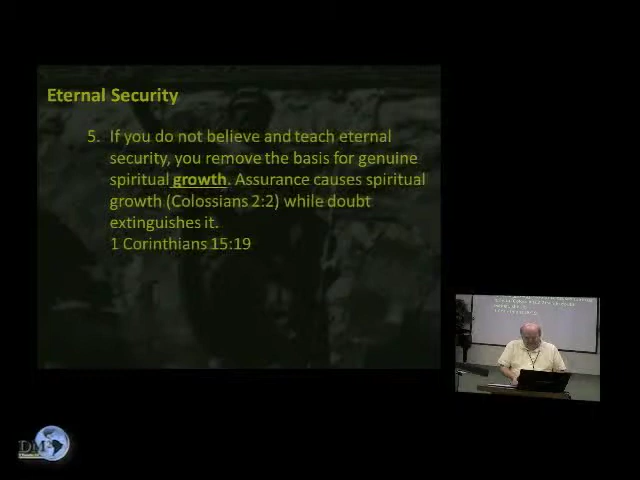 Eternal Security
5. If you do not believe and teach eternal
security, you remove the basis for genuine
spiritual growth. Assurance causes spiritual
growth (Colossians 2:2) while doubt
extinguishes it.
1 Corinthians 15:19